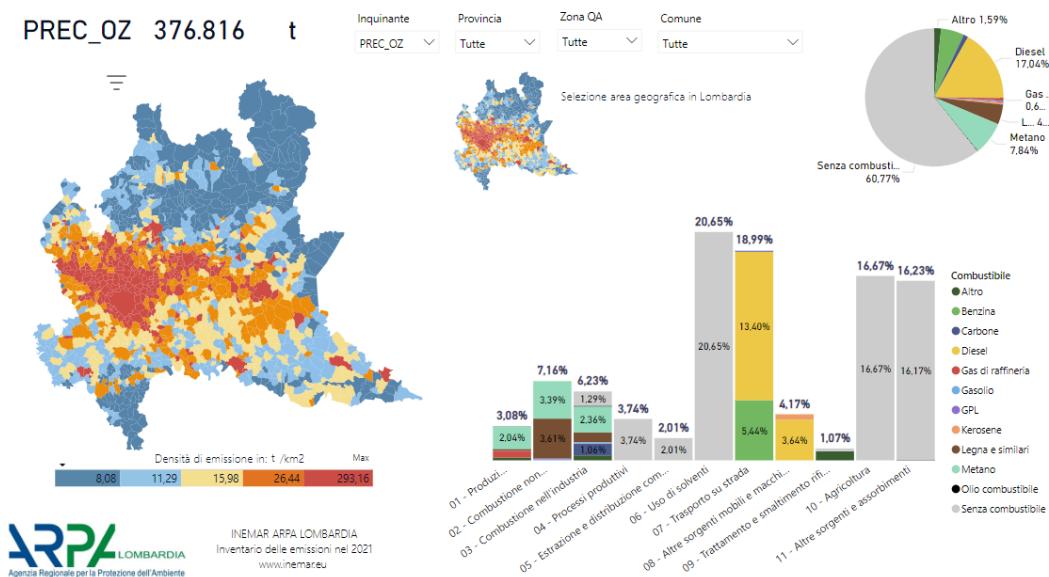 PREC_OZ 376.816 t
Inquinante
PREC_OZ
Provincia
Tutte
Zona QA
Tutte
Comune
Tutte
Selezione area geografica in Lombardia
Altro 1,59%
Diesel
17,04%
Gas ..
0,6...
L... 4...
Metano
7,84%
Senza combusti...
60,77%
Densità di emissione in: t /km2
Max
8,08 11,29 15,98 26,44 293,16
ARPA LOMBARDIA
Agenzia Regionale per la Protezione dell'Ambiente
INEMAR ARPA LOMBARDIA
Inventario delle emissioni nel 2021
www.inemar.eu
3,08%
2,04%
7,16%
3,39%
3,61%
6,23%
1,29%
2,36%
1,06%
3,74%
3,74%
2,01%
2,01%
20,65%
20,65%
18,99%
13,40%
5,44%
4,17%
3,64%
1,07%
16,67%
16,67%
16,23%
16,17%
01 - Produzi...
02 - Combustione non...
03 - Combustione nell'industria
04 - Processi produttivi
05 - Estrazione e distribuzione com...
06 - Uso di solventi
07 - Trasporto su strada
08 - Altre sorgenti mobili e macchi...
09 - Trattamento e smaltimento rifi...
10 - Agricoltura
11 - Altre sorgenti e assorbimenti
Combustibile
Altro
Benzina
Carbone
Diesel
Gas di raffineria
Gasolio
GPL
Kerosene
Legna e similari
Metano
Olio combustibile
Senza combustibile